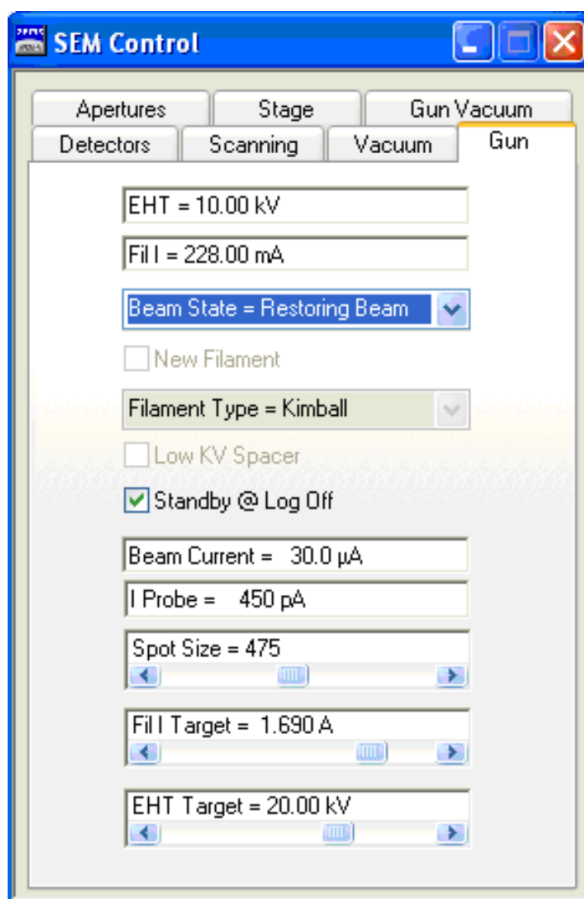 SEM Control
Apertures Stage Gun Vacuum
Detectors Scanning Vacuum Gun
EHT = 10.00 kV
Fil I = 228.00 mA
Beam State = Restoring Beam
New Filament
Filament Type = Kimball
Low KV Spacer
Standby @ Log Off
Beam Current = 30.0 µA
I Probe = 450 pA
Spot Size = 475
Fil I Target = 1.690 A
EHT Target = 20.00 kV